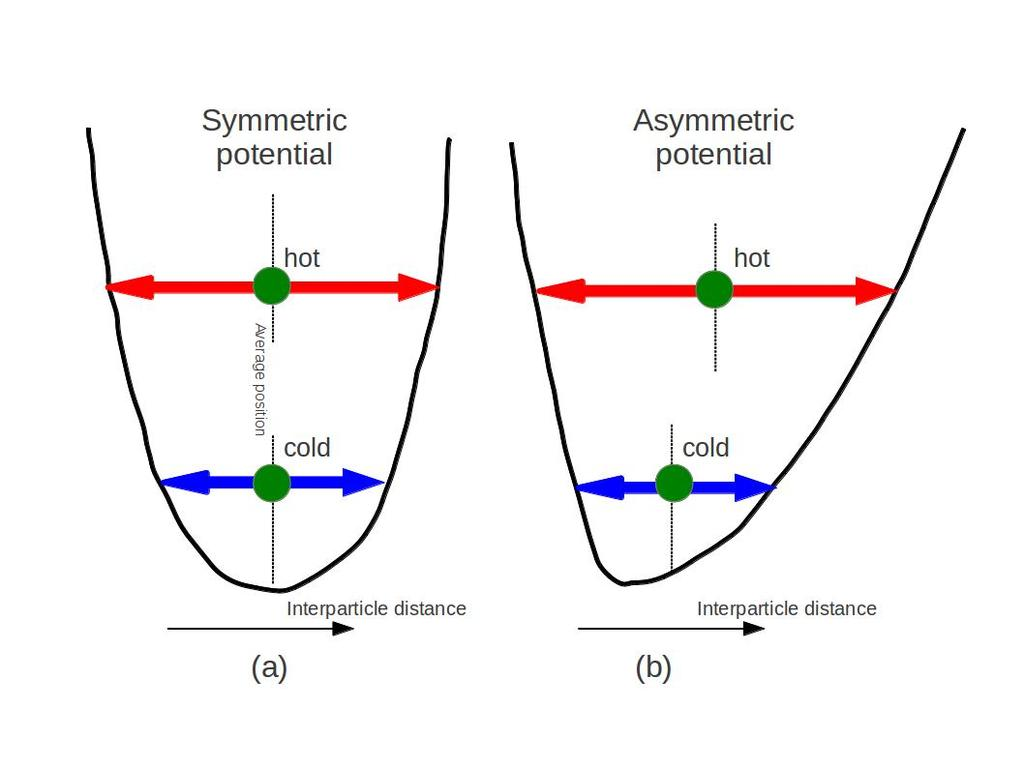 Symmetric
potential
hot
Average position
cold
Interparticle distance
(a)
Asymmetric
potential
hot
cold
Interparticle distance
(b)